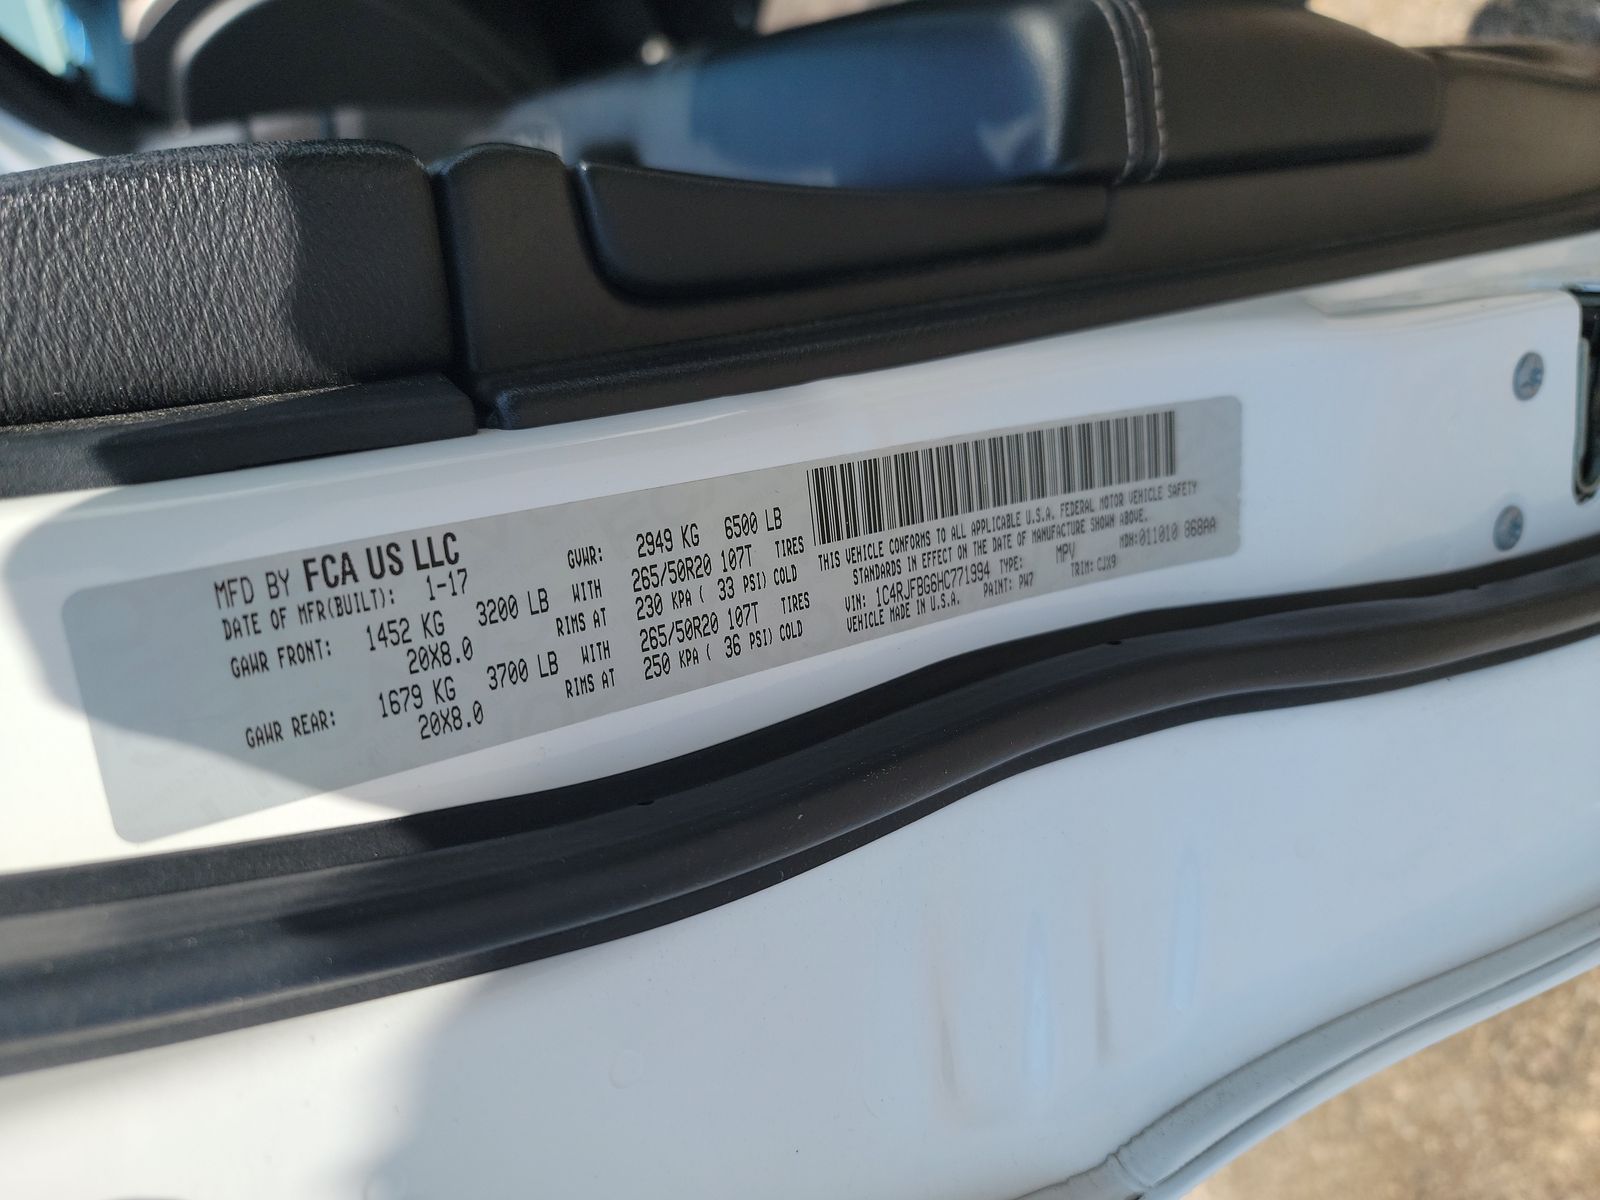 MFD BY FCA US LLC
DATE OF MFR(BUILT): 1-17
GVWR: 2949 KG 6500 LB
GAWR FRONT: 1452 KG 3200 LB WITH 265/50R20 107T TIRES
20X8.0 RIMS AT 230 KPA ( 33 PSI) COLD
GAWR REAR: 1679 KG 3700 LB WITH 265/50R20 107T TIRES
20X8.0 RIMS AT 250 KPA ( 36 PSI) COLD
THIS VEHICLE CONFORMS TO ALL APPLICABLE U.S.A. FEDERAL MOTOR VEHICLE SAFETY
STANDARDS IN EFFECT ON THE DATE OF MANUFACTURE SHOWN ABOVE.
VIN: 1C4RJFBG6HC771994 TYPE: MPV MDH:011010 868AA
VEHICLE MADE IN U.S.A. PAINT: PW7 TRIM: CJX9